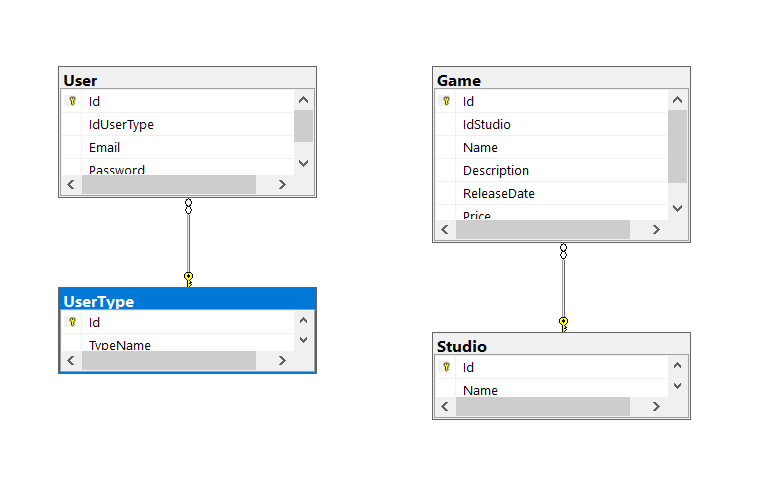 User
Id
IdUserType
Email
Password
UserType
Id
TypeName
Game
Id
IdStudio
Name
Description
ReleaseDate
Price
Studio
Id
Name